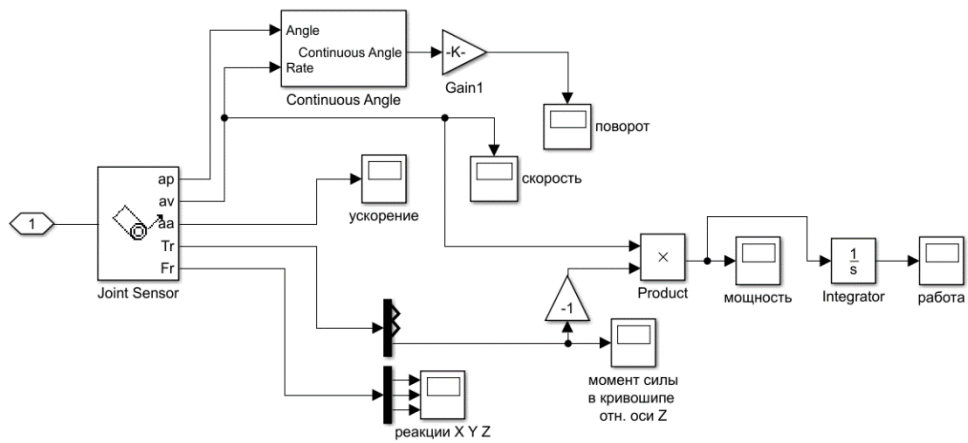 Angle
Continuous Angle
Rate
Continuous Angle
-K-
Gain1
поворот
скорость
ускорение
1
ap
av
aa
Tr
Fr
Joint Sensor
×
Product
-1
мощность
1
s
Integrator
работа
момент силы
в кривошипе
отн. оси Z
реакции X Y Z